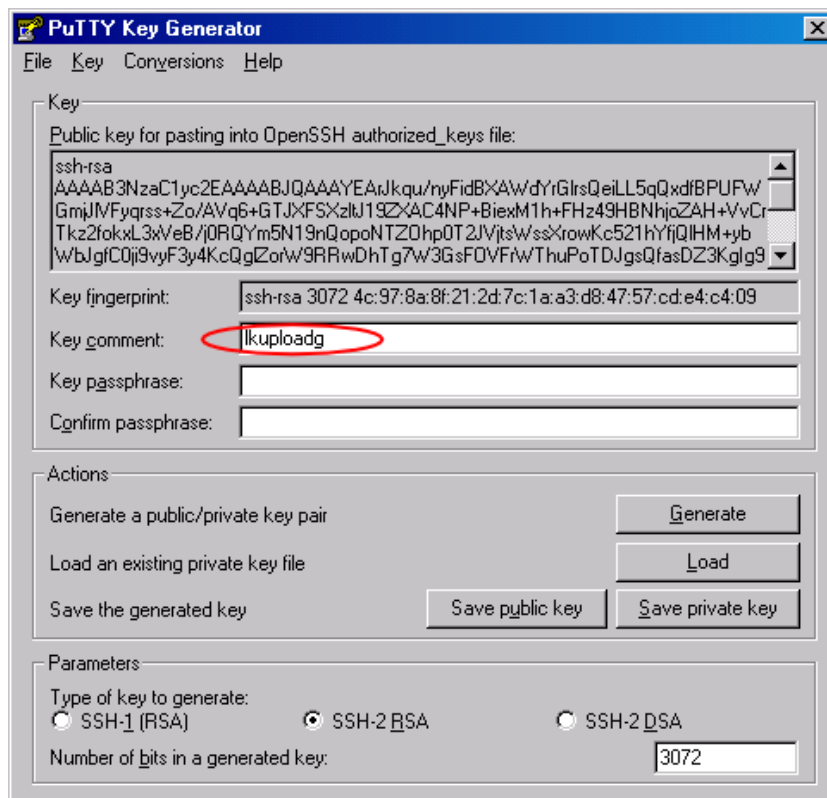 PuTTY Key Generator
File Key Conversions Help
Key
Public key for pasting into OpenSSH authorized_keys file:
ssh-rsa
AAAAB3NzaC1yc2EAAAABJQAAAYEArJkqu/nyFidBXAWdYrGIrsQeiLL5qQxdfBPUFW
GmjJlVFyqrss+Zo/AVq6+GTJXFSXzltJ19ZXAC4NP+BiexM1h+FHz49HBNhjoZAH+VvCr
Tkz2fokxL3xVeB/j0RQYm5N19nQopoNTZOhp0T2JVjtsWssXrowKc521hYfjQIHM+yb
WbJgfC0ji9vyF3y4KcQglZorW9RRwDhTg7W3GsFOVFrWThuPoTDJgsQfasDZ3KgIg9
Key fingerprint: ssh-rsa 3072 4c:97:8a:8f:21:2d:7c:1a:a3:d8:47:57:cd:e4:c4:09
Key comment: lkuploadg
Key passphrase:
Confirm passphrase:
Actions
Generate a public/private key pair Generate
Load an existing private key file Load
Save the generated key Save public key Save private key
Parameters
Type of key to generate:
SSH-1 (RSA) SSH-2 RSA SSH-2 DSA
Number of bits in a generated key: 3072